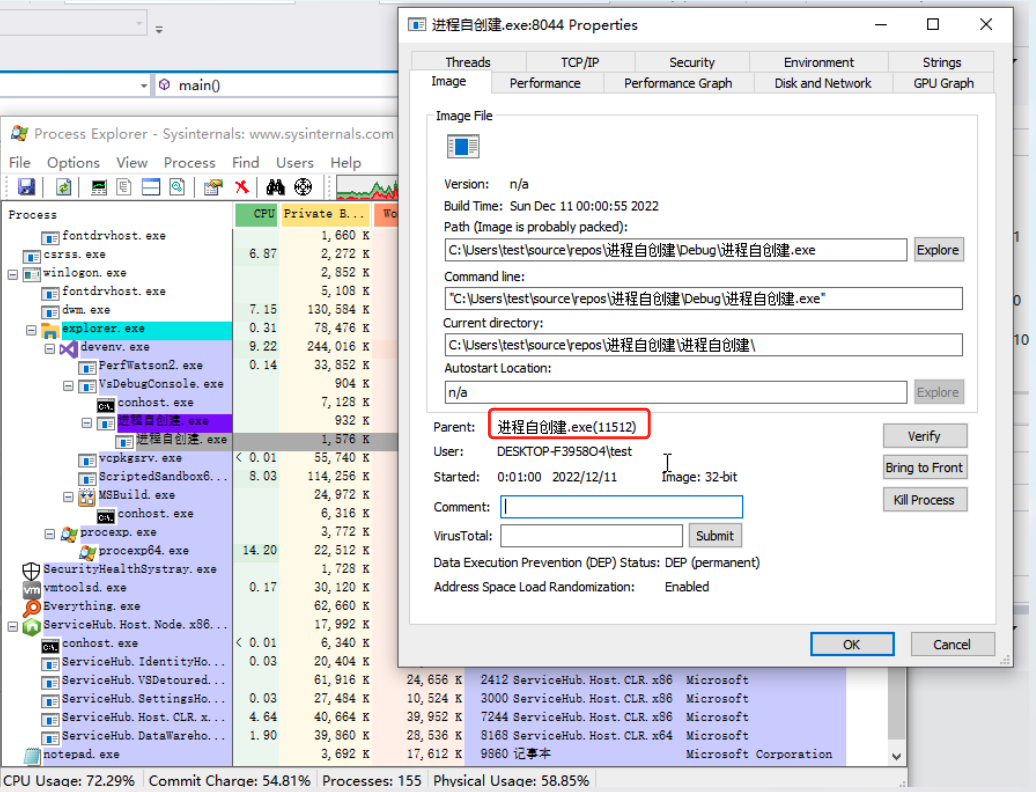 main()
进程自创建.exe:8044 Properties
Threads TCP/IP Security Environment Strings
Image Performance Performance Graph Disk and Network GPU Graph
Image File
Version: n/a
Build Time: Sun Dec 11 00:00:55 2022
Path (Image is probably packed):
C:\Users\test\source\repos\进程自创建\Debug\进程自创建.exe Explore
Command line:
"C:\Users\test\source\repos\进程自创建\Debug\进程自创建.exe"
Current directory:
C:\Users\test\source\repos\进程自创建\进程自创建\
Autostart Location:
n/a Explore
Parent: 进程自创建.exe(11512) Verify
User: DESKTOP-F3958O4\test
Started: 0:01:00 2022/12/11 Image: 32-bit Bring to Front
Comment: Kill Process
VirusTotal: Submit
Data Execution Prevention (DEP) Status: DEP (permanent)
Address Space Load Randomization: Enabled
OK Cancel
Process Explorer - Sysinternals: www.sysinternals.com
File Options View Process Find Users Help
Process CPU Private B... Wo
fontdrvhost.exe 1,660 K
csrss.exe 6.87 2,272 K
winlogon.exe 2,852 K
fontdrvhost.exe 5,108 K
dwm.exe 7.15 130,584 K
explorer.exe 0.31 78,476 K
devenv.exe 9.22 244,016 K
PerfWatson2.exe 0.14 33,852 K
VsDebugConsole.exe 904 K
conhost.exe 7,128 K
进程自创建.exe 932 K
进程自创建.exe 1,576 K
vcpkgsrv.exe < 0.01 55,740 K
ScriptedSandbox6... 8.03 114,256 K
MSBuild.exe 24,972 K
conhost.exe 6,316 K
procexp.exe 3,772 K
procexp64.exe 14.20 22,512 K
SecurityHealthSystray.exe 1,728 K
vmtoolsd.exe 0.17 30,120 K
Everything.exe 62,660 K
ServiceHub.Host.Node.x86... 17,992 K
conhost.exe < 0.01 6,340 K
ServiceHub.IdentityHo... 0.03 20,404 K
ServiceHub.VSDetoured... 61,916 K 24,656 K 2412 ServiceHub.Host.CLR.x86 Microsoft
ServiceHub.SettingsHo... 0.03 27,484 K 10,524 K 3000 ServiceHub.Host.CLR.x86 Microsoft
ServiceHub.Host.CLR.x... 4.64 40,664 K 39,952 K 7244 ServiceHub.Host.CLR.x86 Microsoft
ServiceHub.DataWareho... 1.90 39,860 K 28,536 K 8168 ServiceHub.Host.CLR.x64 Microsoft
notepad.exe 3,692 K 17,612 K 9860 记事本 Microsoft Corporation
CPU Usage: 72.29% Commit Charge: 54.81% Processes: 155 Physical Usage: 58.85%